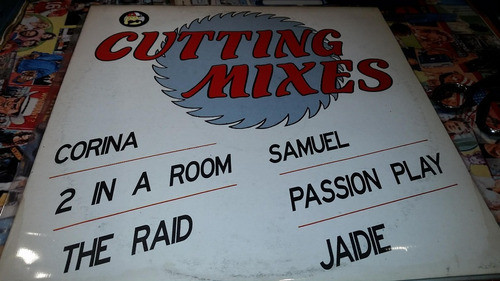 CUTTING
MIXES
CORINA
2 IN A ROOM
THE RAID
SAMUEL
PASSION PLAY
JAIDIE